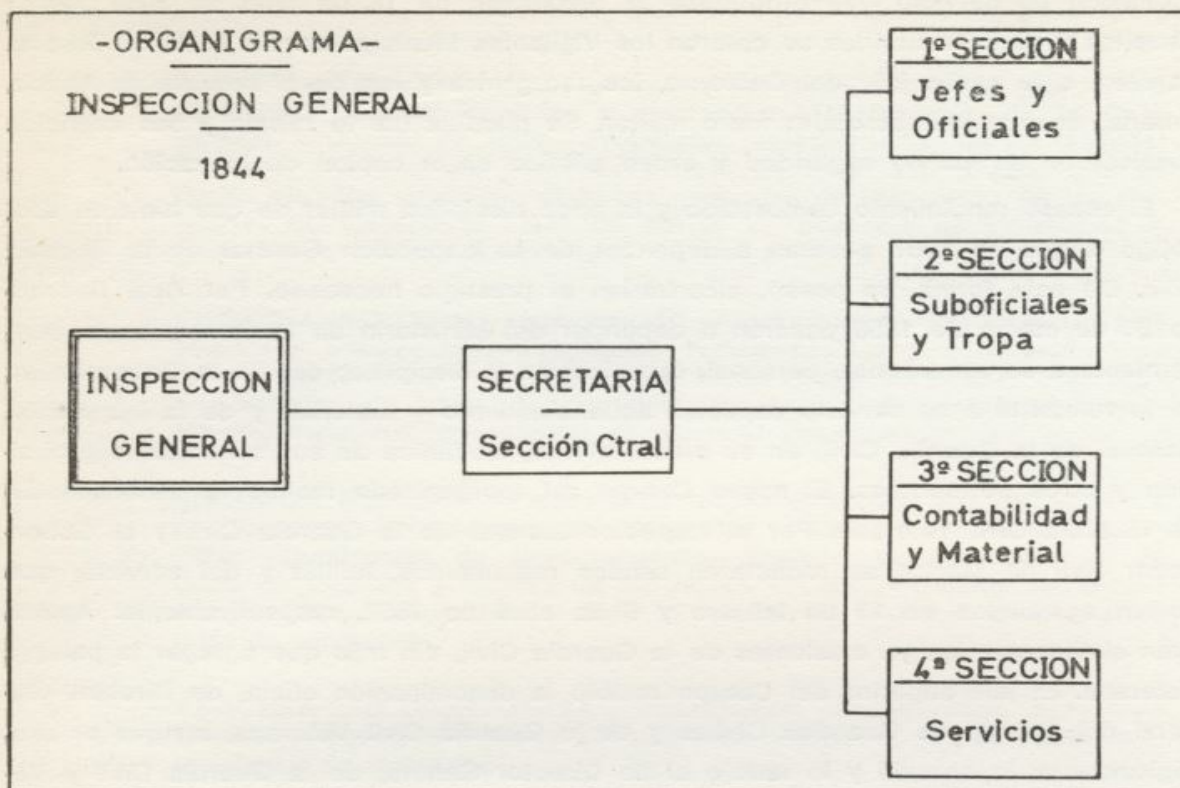 -ORGANIGRAMA-
INSPECCION GENERAL
1844
INSPECCION
GENERAL
SECRETARIA
Sección Ctral.
1º SECCION
Jefes y
Oficiales
2º SECCION
Suboficiales
y Tropa
3º SECCION
Contabilidad
y Material
4ª SECCION
Servicios